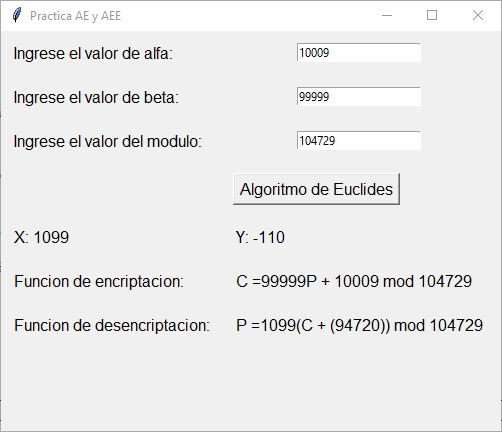 Practica AE y AEE
Ingrese el valor de alfa: 10009
Ingrese el valor de beta: 99999
Ingrese el valor del modulo: 104729
Algoritmo de Euclides
X: 1099 Y: -110
Funcion de encriptacion: C =99999P + 10009 mod 104729
Funcion de desencriptacion: P =1099(C + (94720)) mod 104729